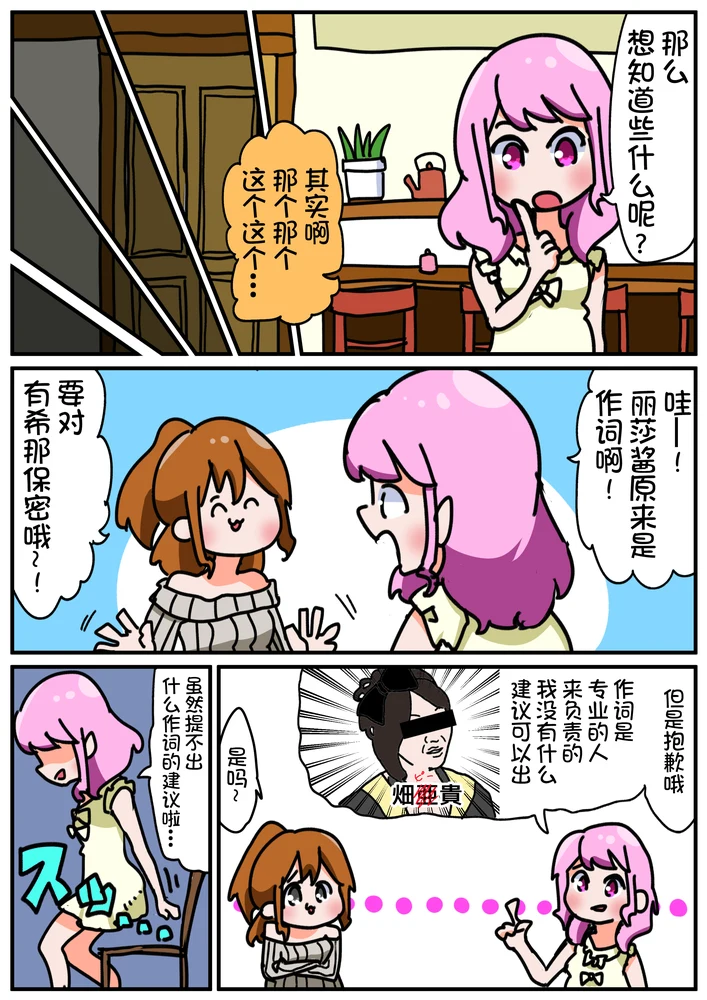 那么
想知道些什么呢？
其实啊
那个那个
这个这个…
哇—！
丽莎酱原来是
作词啊！
要对
有希那保密哦~！
但是抱歉哦
作词是
专业的人
来负责的
我没有什么
建议可以出
畑亜貴
ピー
是吗~
虽然提不出
什么作词的建议啦…
スッ…